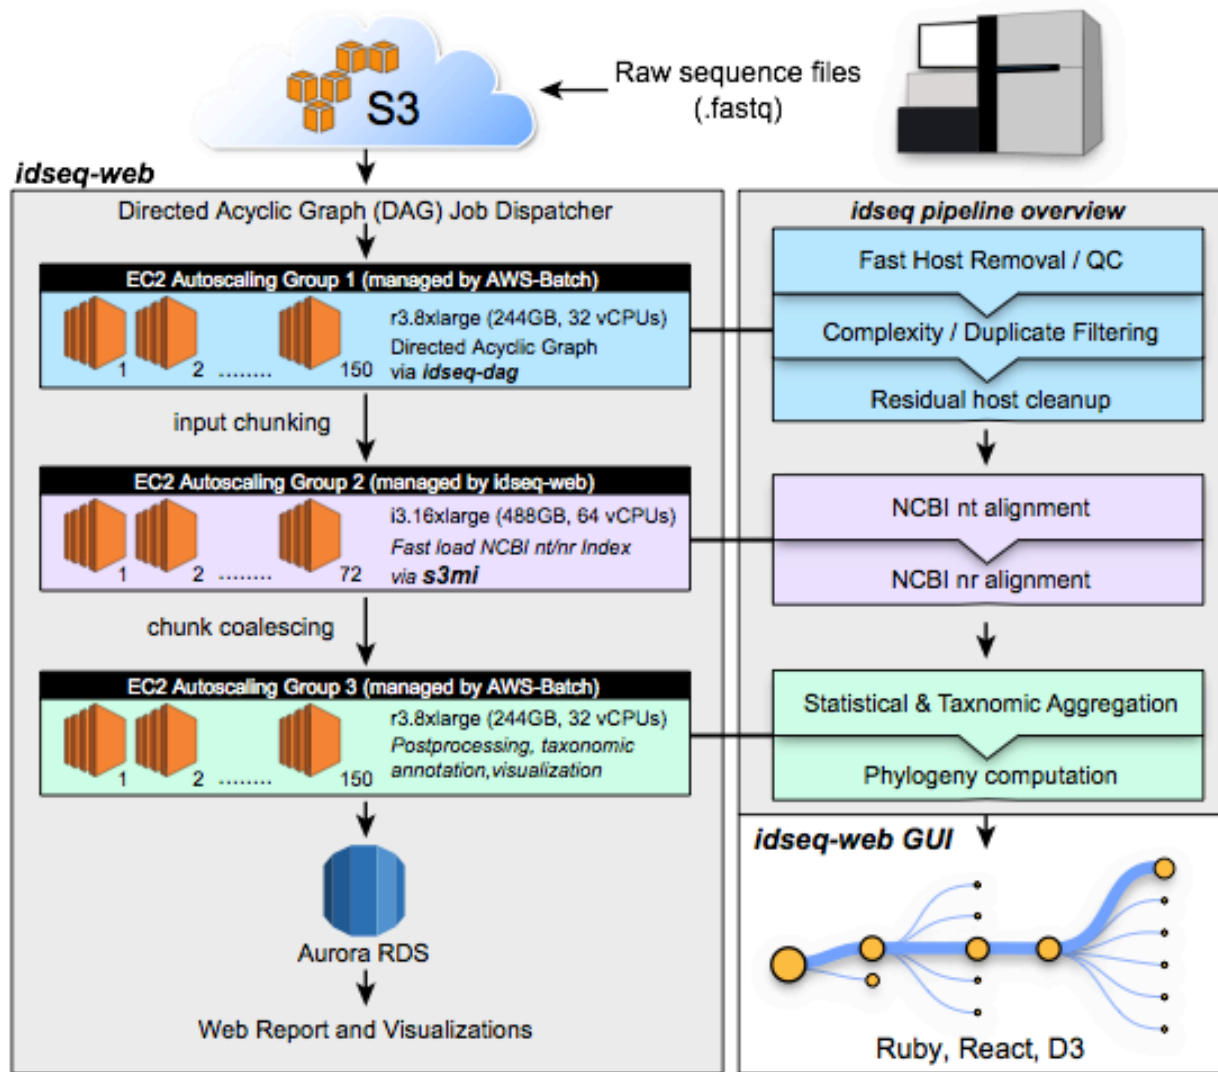 S3
Raw sequence files
(.fastq)
idseq-web
Directed Acyclic Graph (DAG) Job Dispatcher
EC2 Autoscaling Group 1 (managed by AWS-Batch)
1
2
........
150
r3.8xlarge (244GB, 32 vCPUs)
Directed Acyclic Graph
via idseq-dag
input chunking
EC2 Autoscaling Group 2 (managed by idseq-web)
1
2
........
72
i3.16xlarge (488GB, 64 vCPUs)
Fast load NCBI nt/nr Index
via s3mi
chunk coalescing
EC2 Autoscaling Group 3 (managed by AWS-Batch)
1
2
........
150
r3.8xlarge (244GB, 32 vCPUs)
Postprocessing, taxonomic
annotation,visualization
Aurora RDS
Web Report and Visualizations
idseq pipeline overview
Fast Host Removal / QC
Complexity / Duplicate Filtering
Residual host cleanup
NCBI nt alignment
NCBI nr alignment
Statistical & Taxnomic Aggregation
Phylogeny computation
idseq-web GUI
Ruby, React, D3